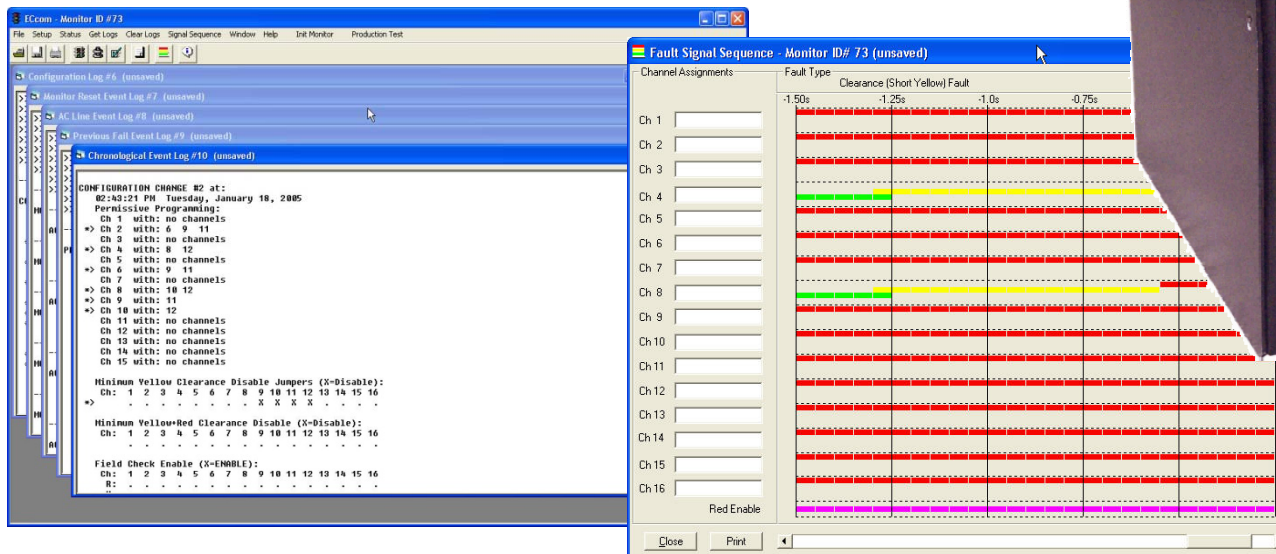 ECcom - Monitor ID #73
File Setup Status Get Logs Clear Logs Signal Sequence Window Help Init Monitor Production Test
Configuration Log #6 (unsaved)
Monitor Reset Event Log #7 (unsaved)
AC Line Event Log #8 (unsaved)
Previous Fail Event Log #9 (unsaved)
Chronological Event Log #10 (unsaved)
CONFIGURATION CHANGE #2 at:
02:43:21 PM Tuesday, January 18, 2005
Permissive Programming:
Ch 1 with: no channels
*> Ch 2 with: 6 9 11
Ch 3 with: no channels
*> Ch 4 with: 8 12
Ch 5 with: no channels
*> Ch 6 with: 9 11
Ch 7 with: no channels
*> Ch 8 with: 10 12
*> Ch 9 with: 11
*> Ch 10 with: 12
Ch 11 with: no channels
Ch 12 with: no channels
Ch 13 with: no channels
Ch 14 with: no channels
Ch 15 with: no channels
Minimum Yellow Clearance Disable Jumpers (X=Disable):
Ch: 1 2 3 4 5 6 7 8 9 10 11 12 13 14 15 16
*> . . . . . . . . X X X X . . . .
Minimum Yellow+Red Clearance Disable (X=Disable):
Ch: 1 2 3 4 5 6 7 8 9 10 11 12 13 14 15 16
. . . . . . . . . . . . . . . .
Field Check Enable (X=ENABLE):
Ch: 1 2 3 4 5 6 7 8 9 10 11 12 13 14 15 16
R: . . . . . . . . . . . . . . . .
Fault Signal Sequence - Monitor ID# 73 (unsaved)
Channel Assignments
Fault Type
Clearance (Short Yellow) Fault
-1.50s -1.25s -1.0s -0.75s
Ch 1
Ch 2
Ch 3
Ch 4
Ch 5
Ch 6
Ch 7
Ch 8
Ch 9
Ch 10
Ch 11
Ch 12
Ch 13
Ch 14
Ch 15
Ch 16
Red Enable
Close Print